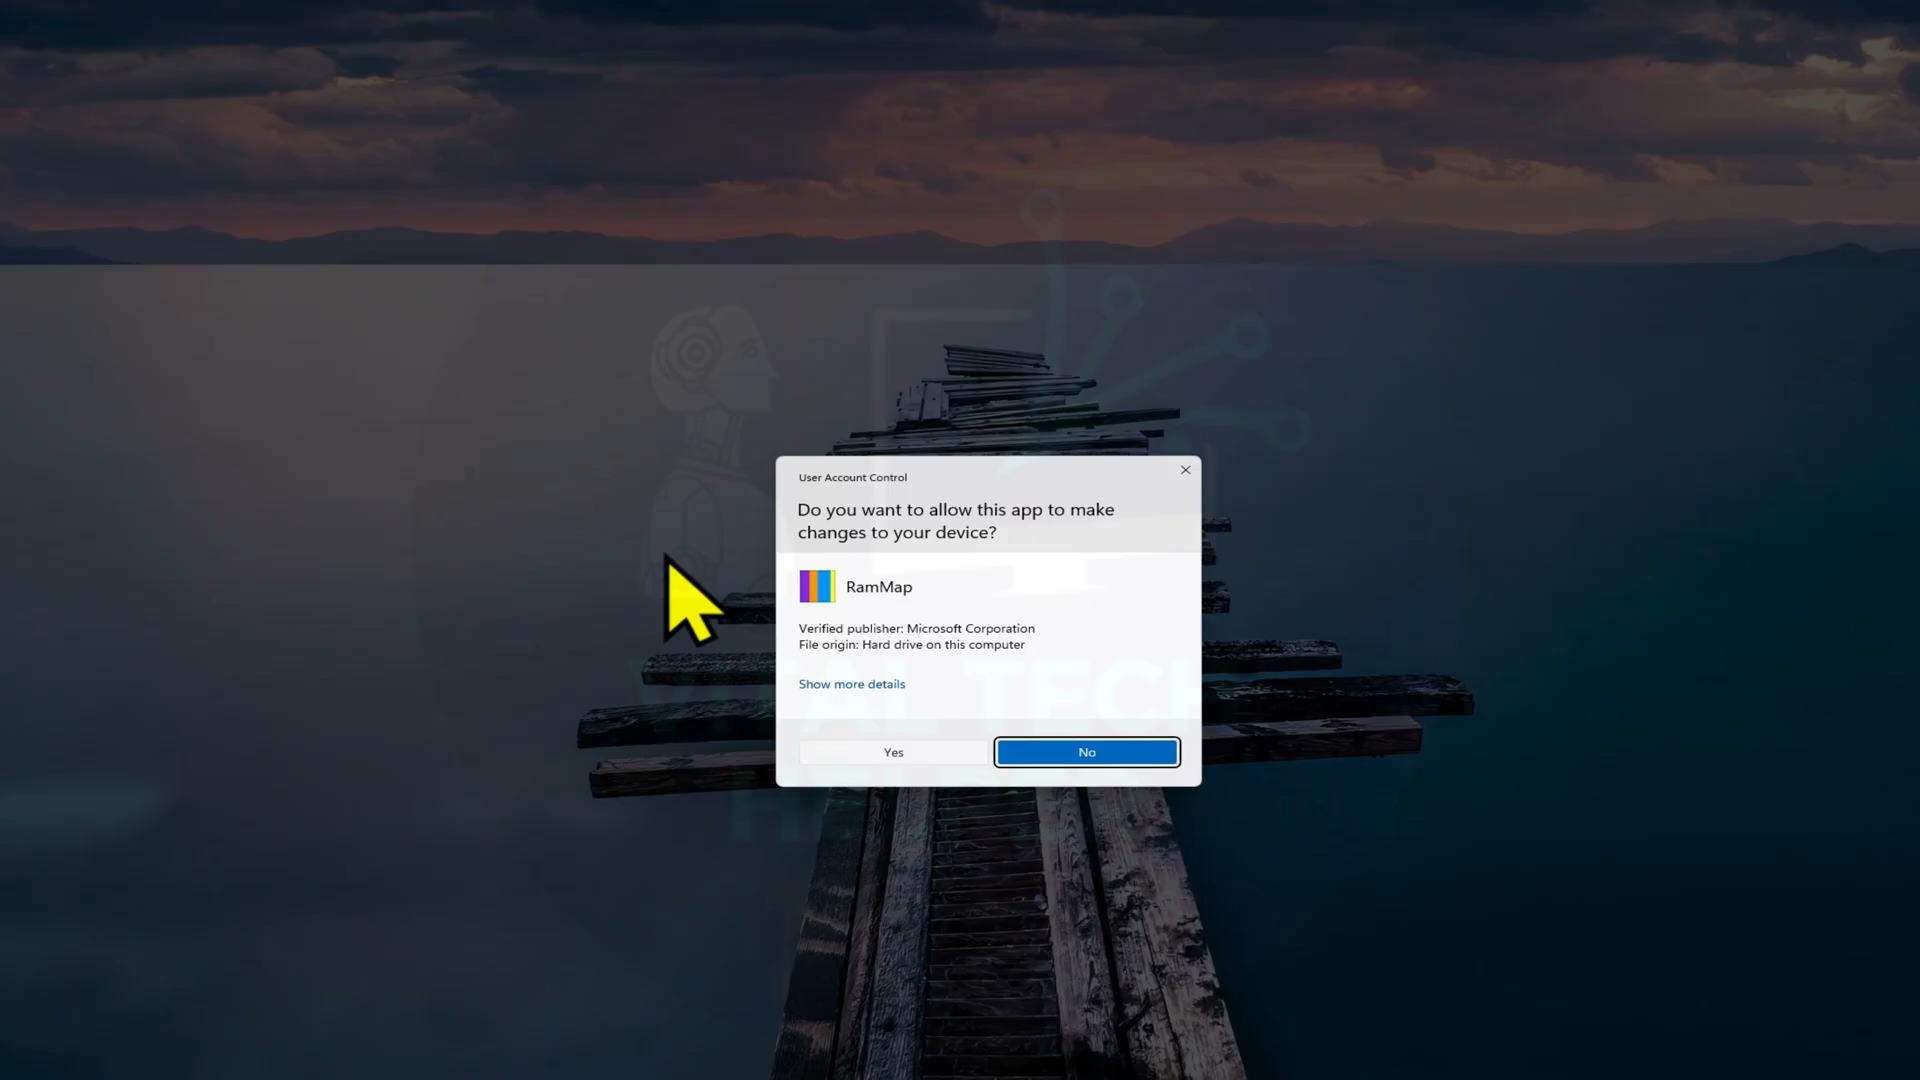 User Account Control
Do you want to allow this app to make
changes to your device?
RamMap
Verified publisher: Microsoft Corporation
File origin: Hard drive on this computer
Show more details
TECH
Yes
No